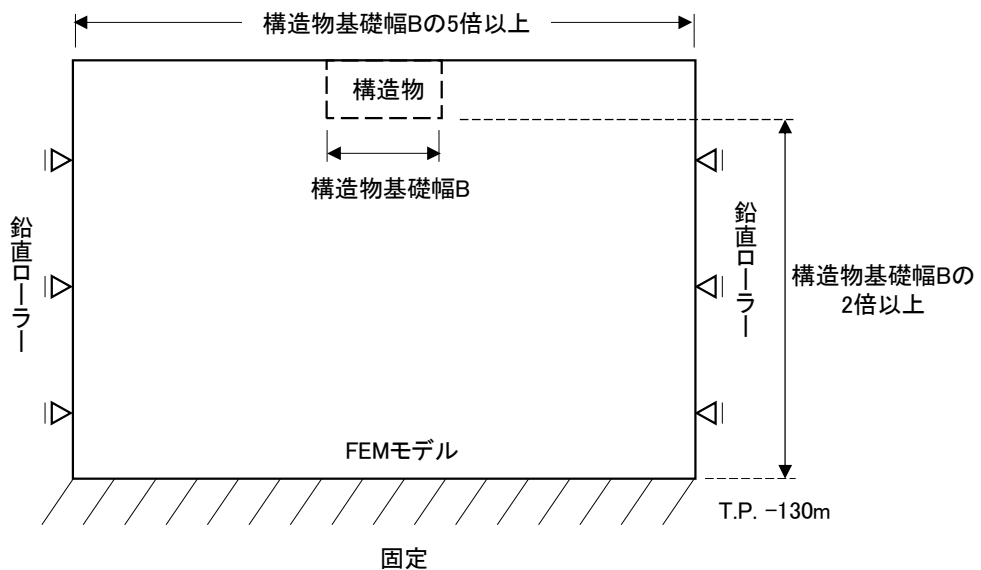 構造物基礎幅Bの5倍以上
構造物
構造物基礎幅B
鉛直ローラー
鉛直ローラー
構造物基礎幅Bの
2倍以上
FEMモデル
T.P. -130m
固定